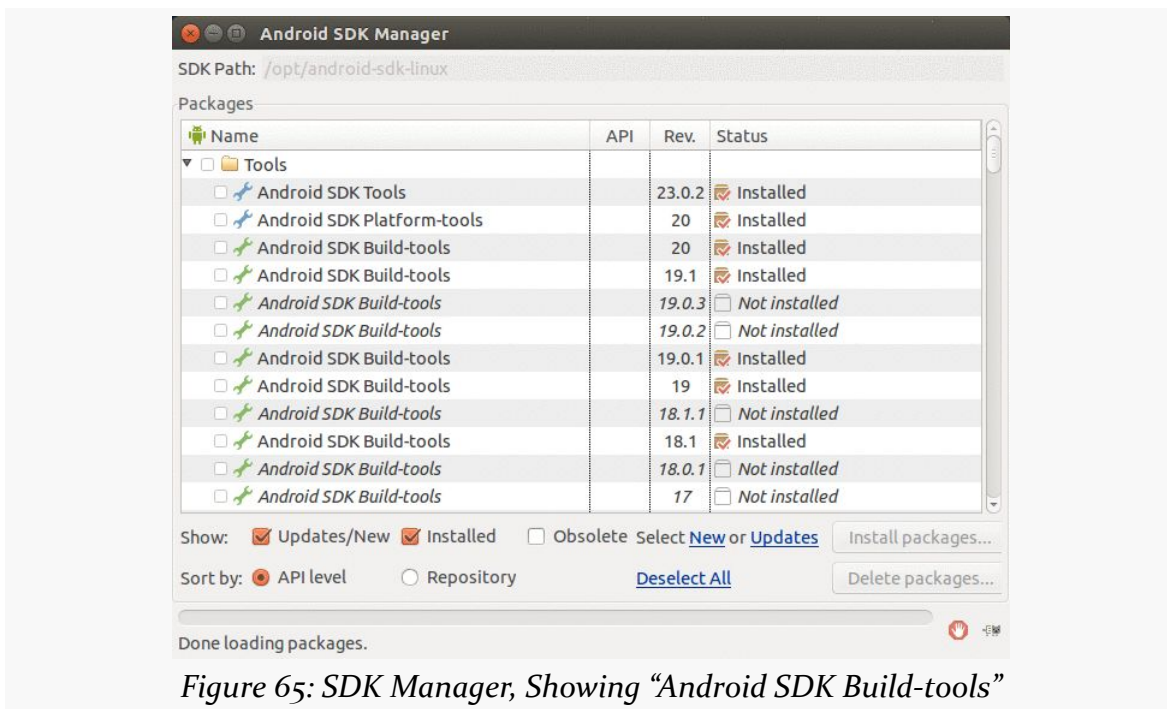 Android SDK Manager
SDK Path: /opt/android-sdk-linux
Packages
Name API Rev. Status
Tools
Android SDK Tools 23.0.2 Installed
Android SDK Platform-tools 20 Installed
Android SDK Build-tools 20 Installed
Android SDK Build-tools 19.1 Installed
Android SDK Build-tools 19.0.3 Not installed
Android SDK Build-tools 19.0.2 Not installed
Android SDK Build-tools 19.0.1 Installed
Android SDK Build-tools 19 Installed
Android SDK Build-tools 18.1.1 Not installed
Android SDK Build-tools 18.1 Installed
Android SDK Build-tools 18.0.1 Not installed
Android SDK Build-tools 17 Not installed
Show: Updates/New Installed Obsolete Select New or Updates Install packages...
Sort by: API level Repository Deselect All Delete packages...
Done loading packages.
Figure 65: SDK Manager, Showing “Android SDK Build-tools”